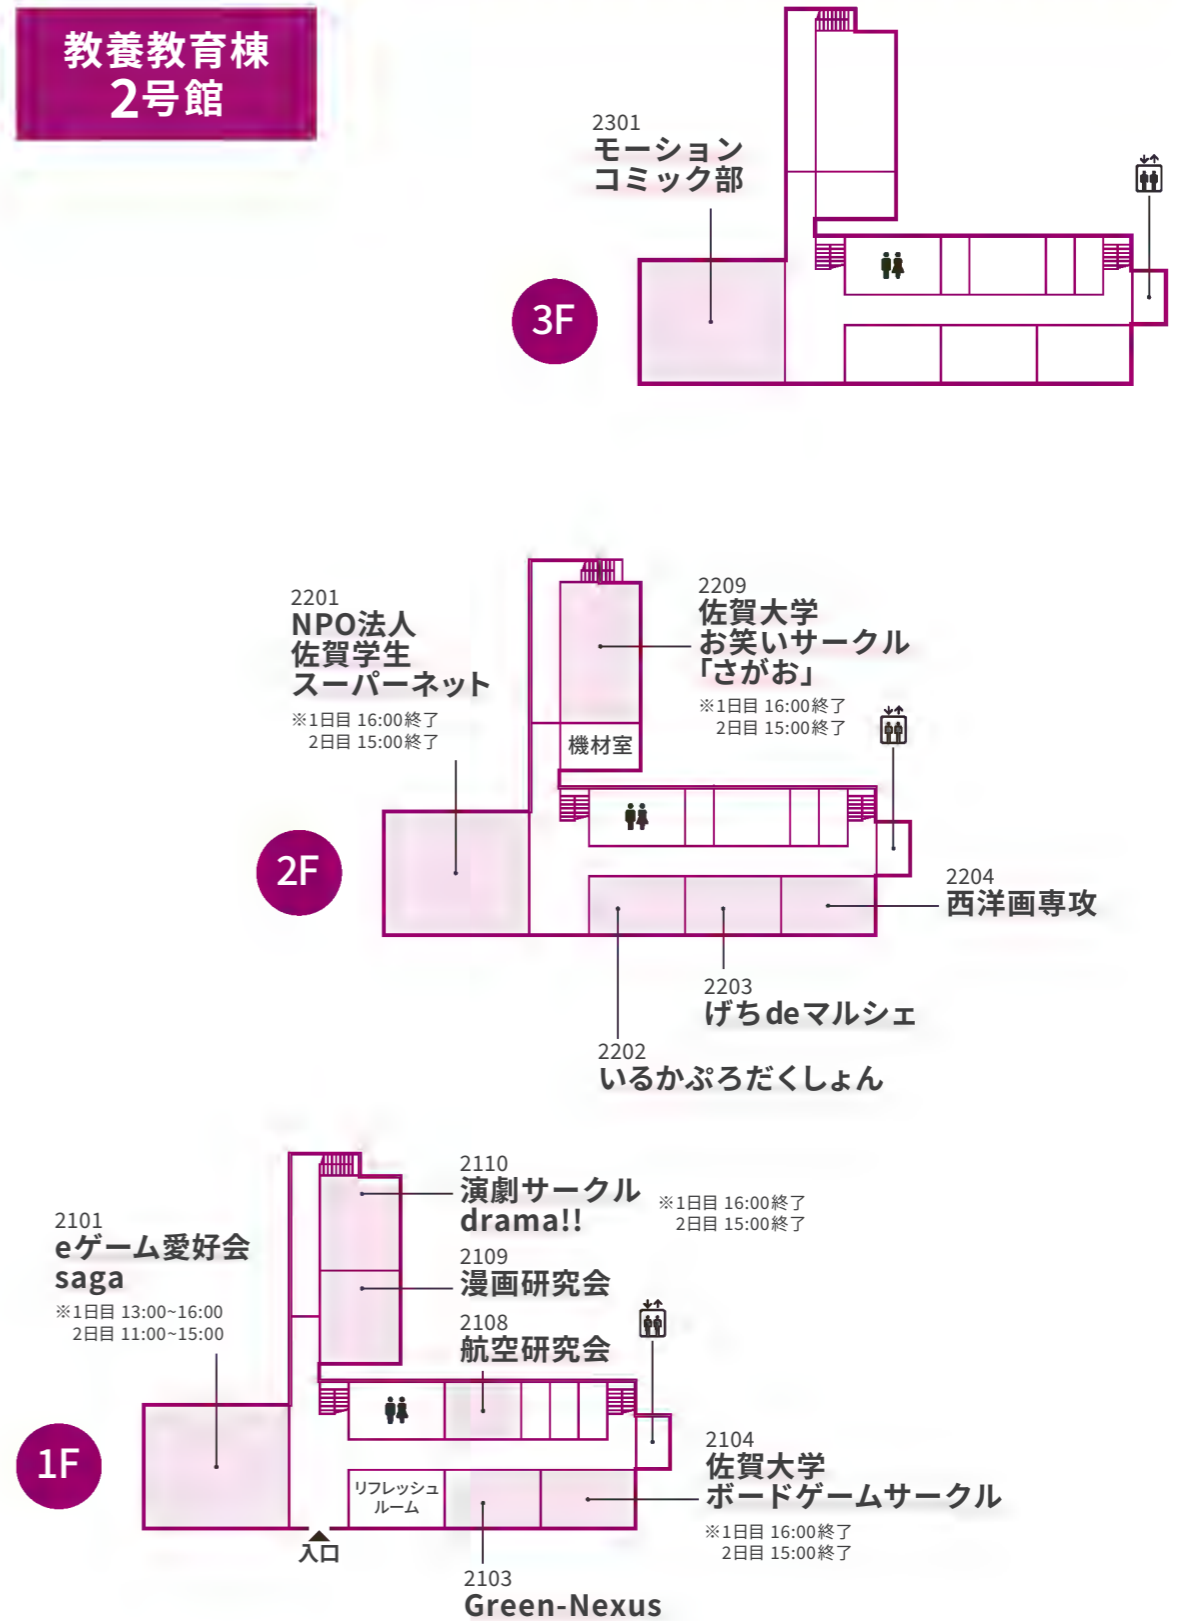 教養教育棟
2号館
2301
モーション
コミック部
3F
2201
NPO法人
佐賀学生
スーパーネット
※1日目 16:00終了
2日目 15:00終了
2209
佐賀大学
お笑いサークル
「さがお」
※1日目 16:00終了
2日目 15:00終了
機材室
2F
2204
西洋画専攻
2203
げちdeマルシェ
2202
いるかぷろだくしょん
2110
演劇サークル
drama!!
※1日目 16:00終了
2日目 15:00終了
2101
eゲーム愛好会
saga
※1日目 13:00~16:00
2日目 11:00~15:00
2109
漫画研究会
2108
航空研究会
1F
リフレッシュ
ルーム
2104
佐賀大学
ボードゲームサークル
※1日目 16:00終了
2日目 15:00終了
入口
2103
Green-Nexus